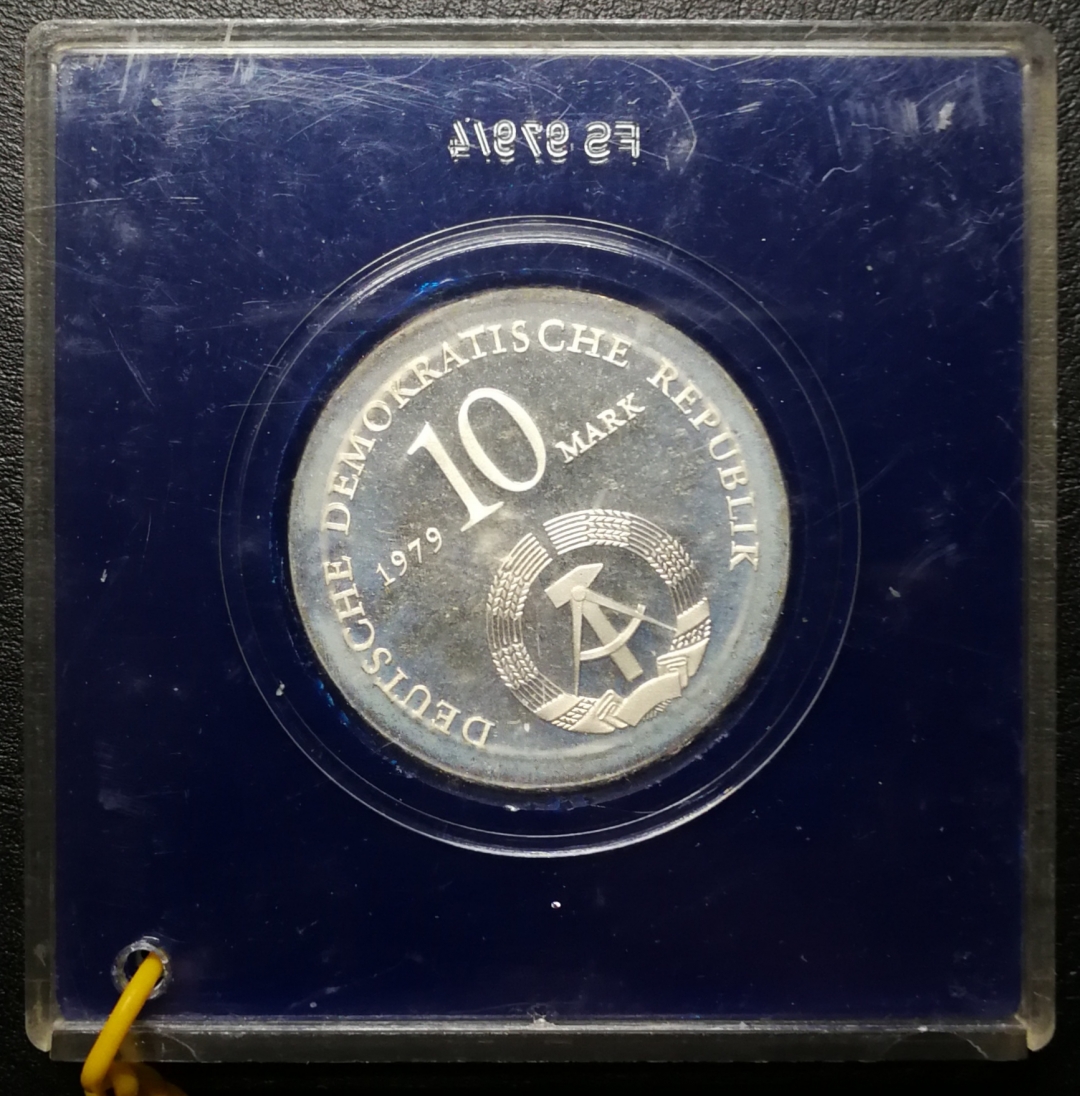 FS 979/4
DEUTSCHE DEMOKRATISCHE REPUBLIK
10 MARK
1979